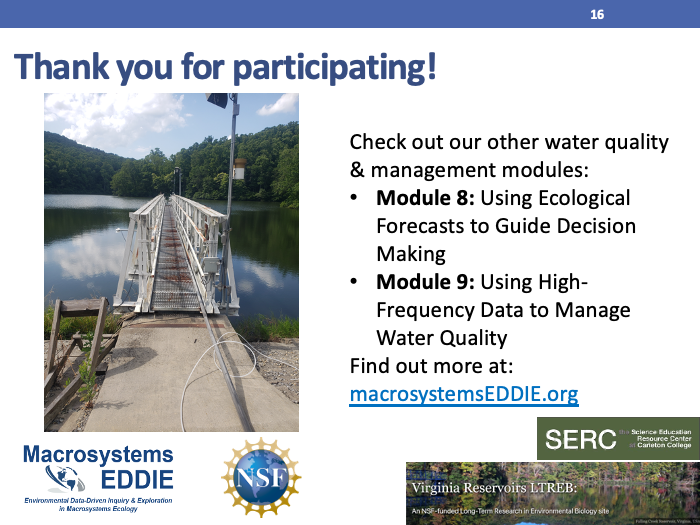 16
Thank you for participating!
Check out our other water quality
& management modules:
• Module 8: Using Ecological
Forecasts to Guide Decision
Making
• Module 9: Using High-
Frequency Data to Manage
Water Quality
Find out more at:
macrosystemsEDDIE.org
Macrosystems
EDDIE
Environmental Data-Driven Inquiry & Exploration
in Macrosystems Ecology
NSF
SERC
The Science Education
Resource Center
at Carleton College
Virginia Reservoirs LTREB:
An NSF-funded Long-Term Research in Environmental Biology site